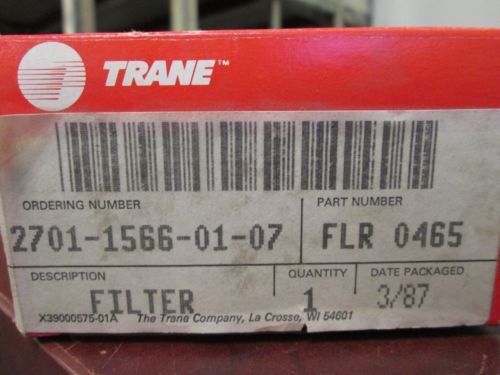 TRANE™
ORDERING NUMBER PART NUMBER
2701-1566-01-07 FLR 0465
DESCRIPTION QUANTITY DATE PACKAGED
FILTER 1 3/87
X39000575-01A The Trane Company, La Crosse, WI 54601